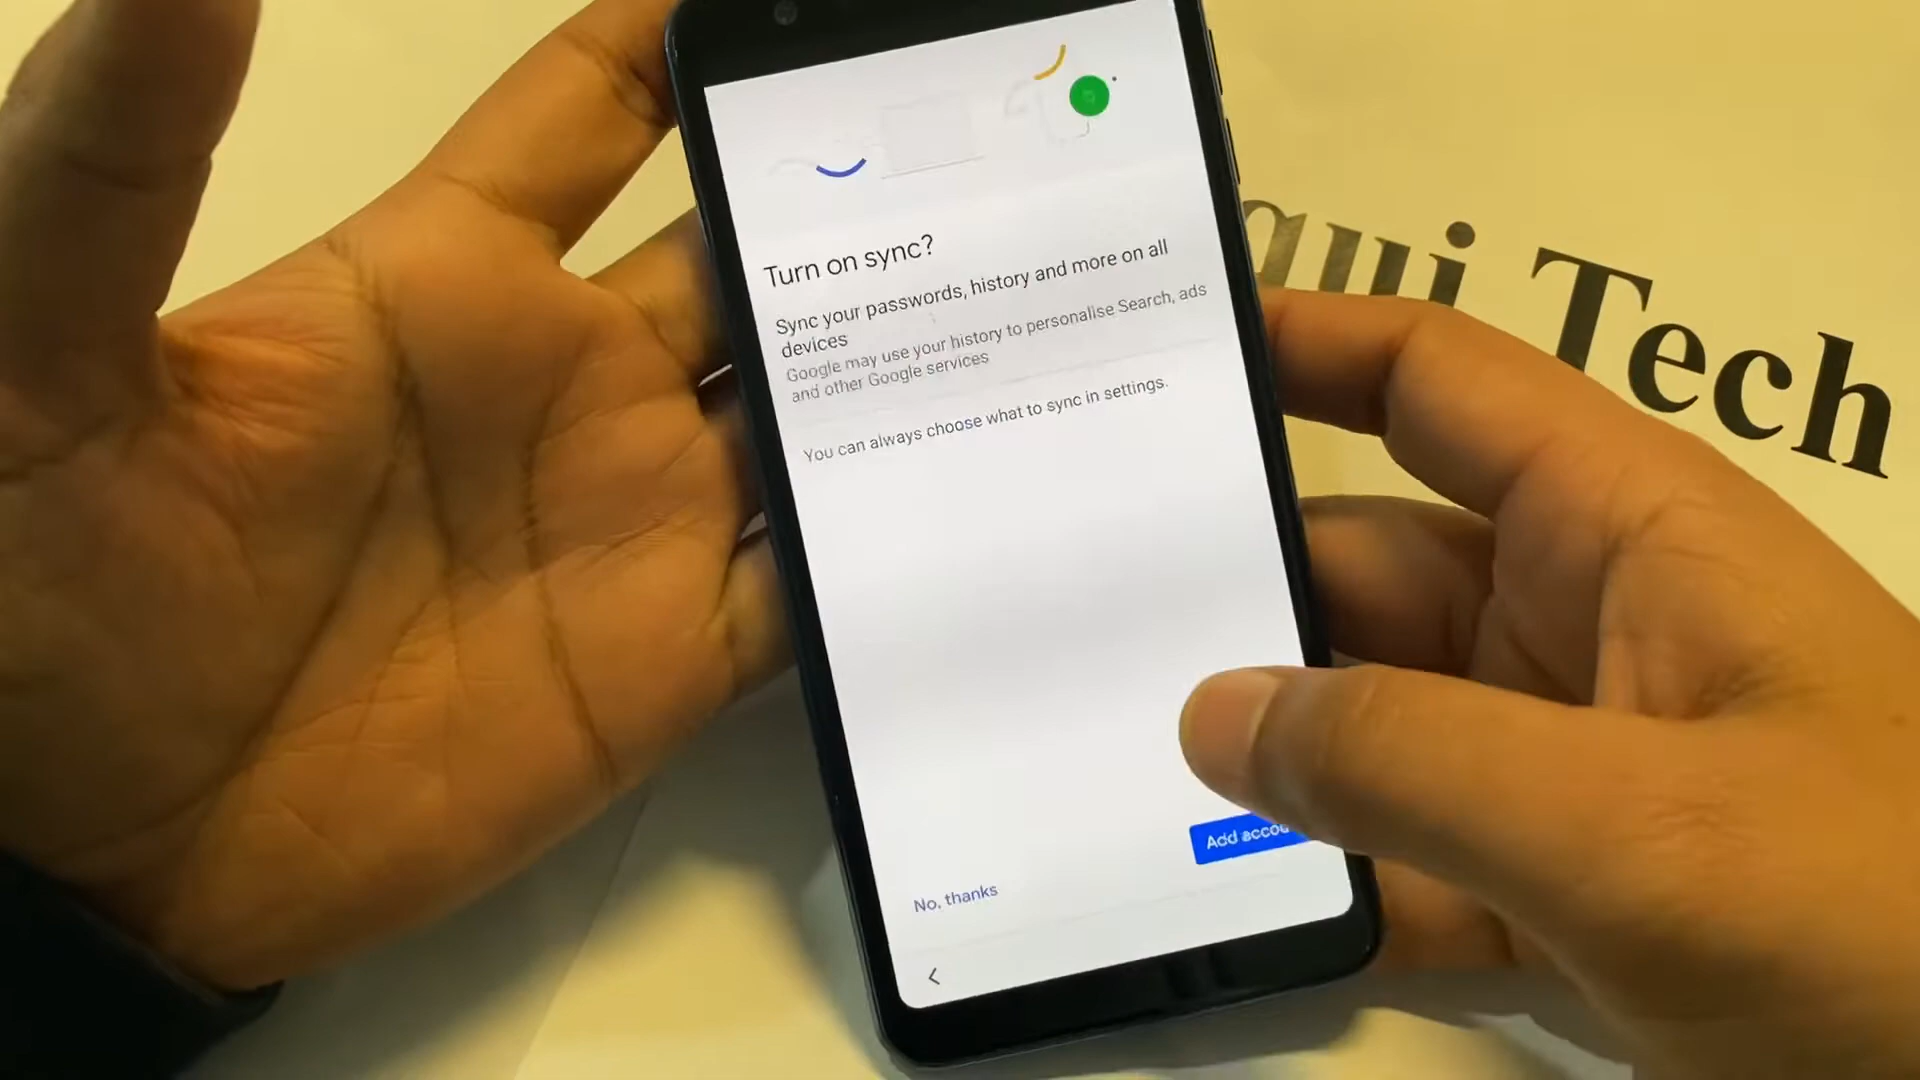 Turn on sync?
Sync your passwords, history and more on all
devices
Google may use your history to personalise Search, ads
and other Google services
You can always choose what to sync in settings.
Add
No, thanks
Tech